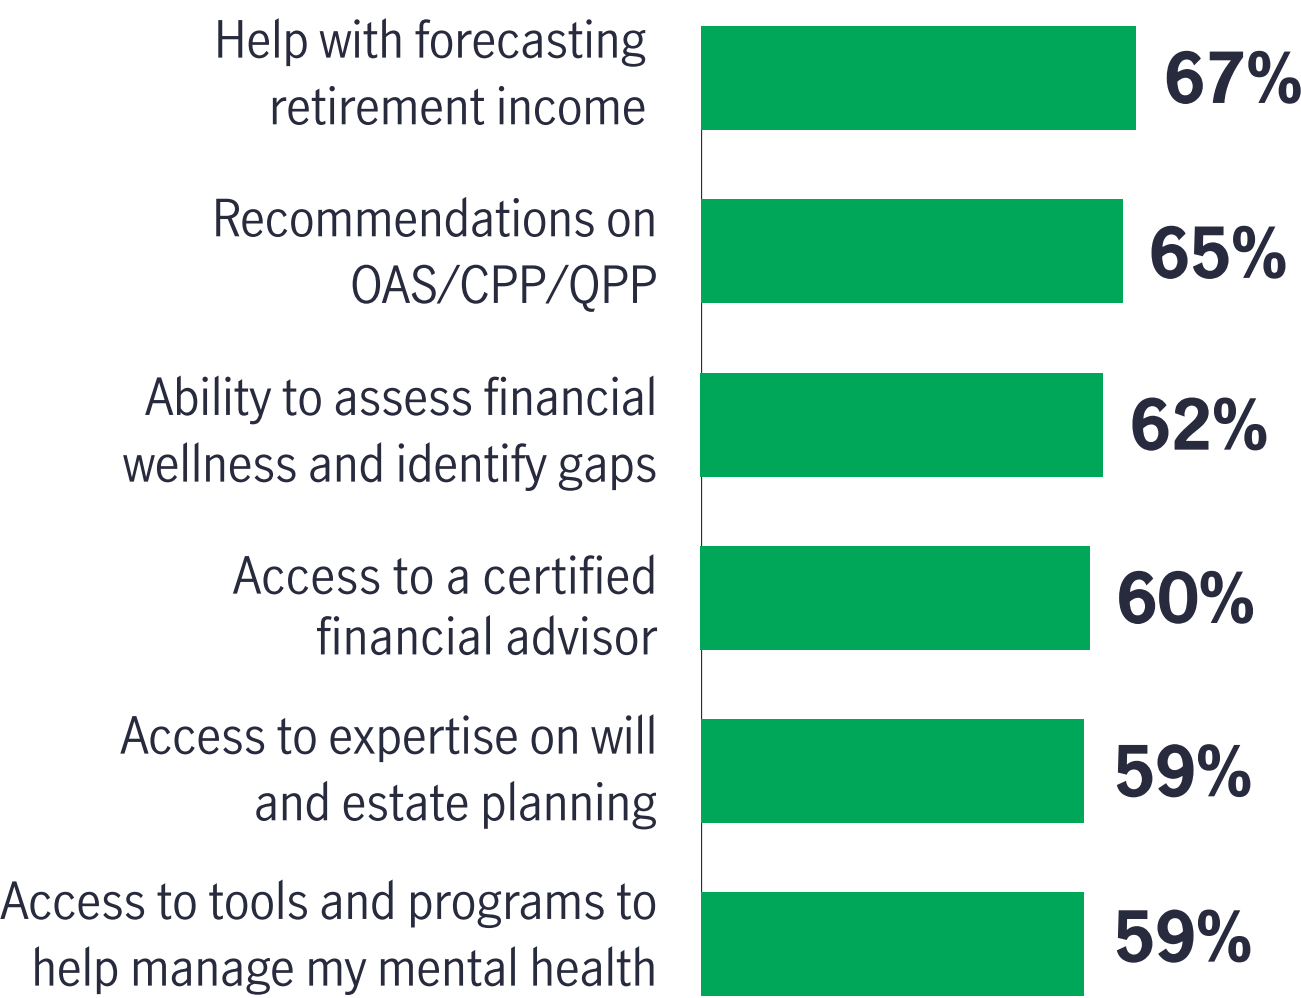 Help with forecasting
retirement income
67%
Recommendations on
OAS/CPP/QPP
65%
Ability to assess financial
wellness and identify gaps
62%
Access to a certified
financial advisor
60%
Access to expertise on will
and estate planning
59%
Access to tools and programs to
help manage my mental health
59%